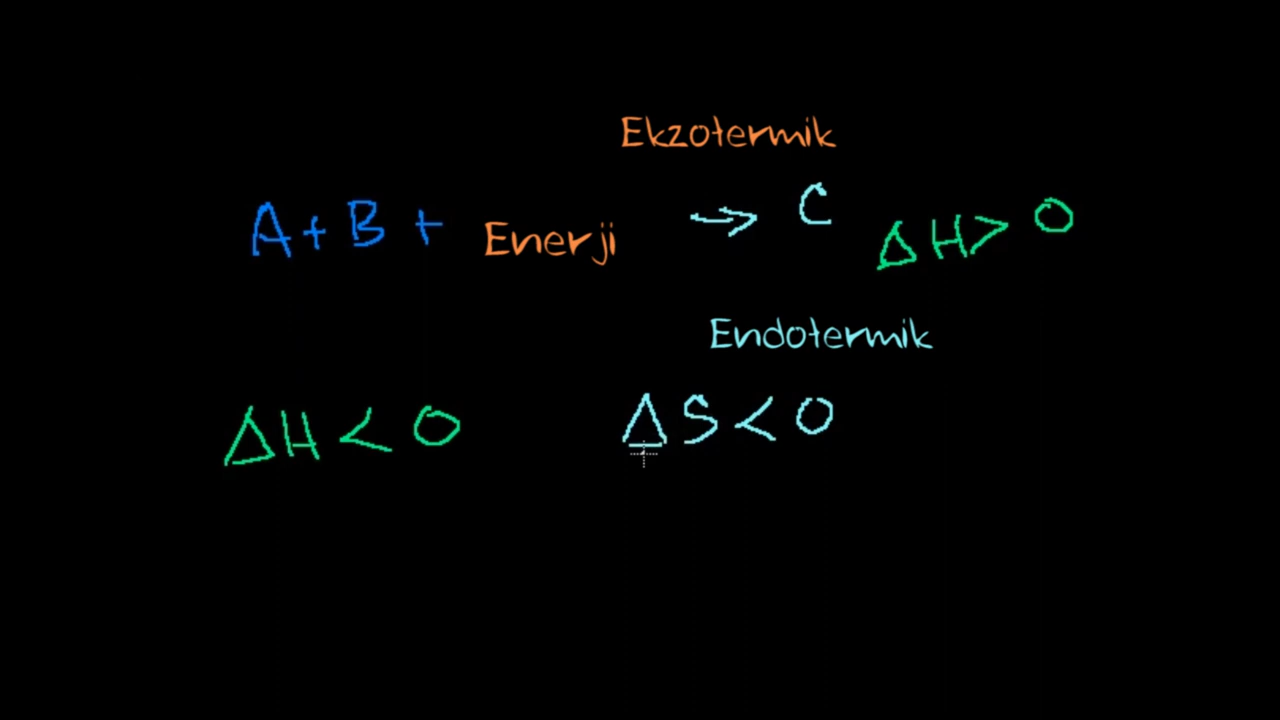 Ekzotermik
A + B + Enerji → C ΔH > 0
Endotermik
ΔH < 0 ΔS < 0